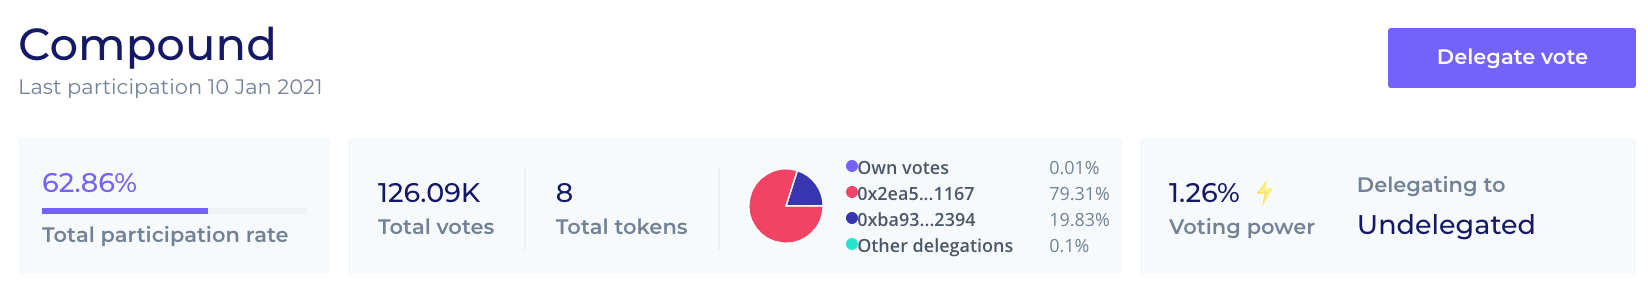 Compound
Last participation 10 Jan 2021
Delegate vote
62.86%
Total participation rate
126.09K
Total votes
8
Total tokens
Own votes 0.01%
0x2ea5...1167 79.31%
0xba93...2394 19.83%
Other delegations 0.1%
1.26%
Voting power
Delegating to
Undelegated